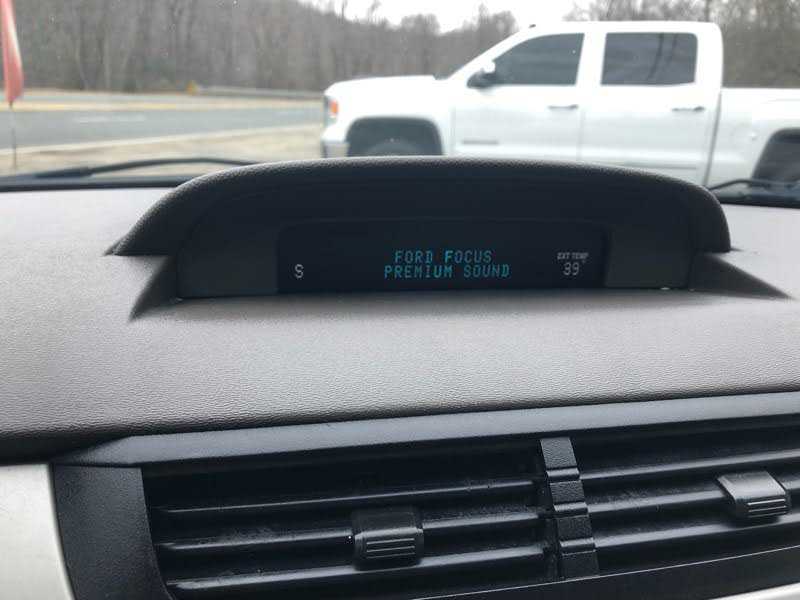 S
FORD FOCUS
PREMIUM SOUND
EXT TEMP
39°